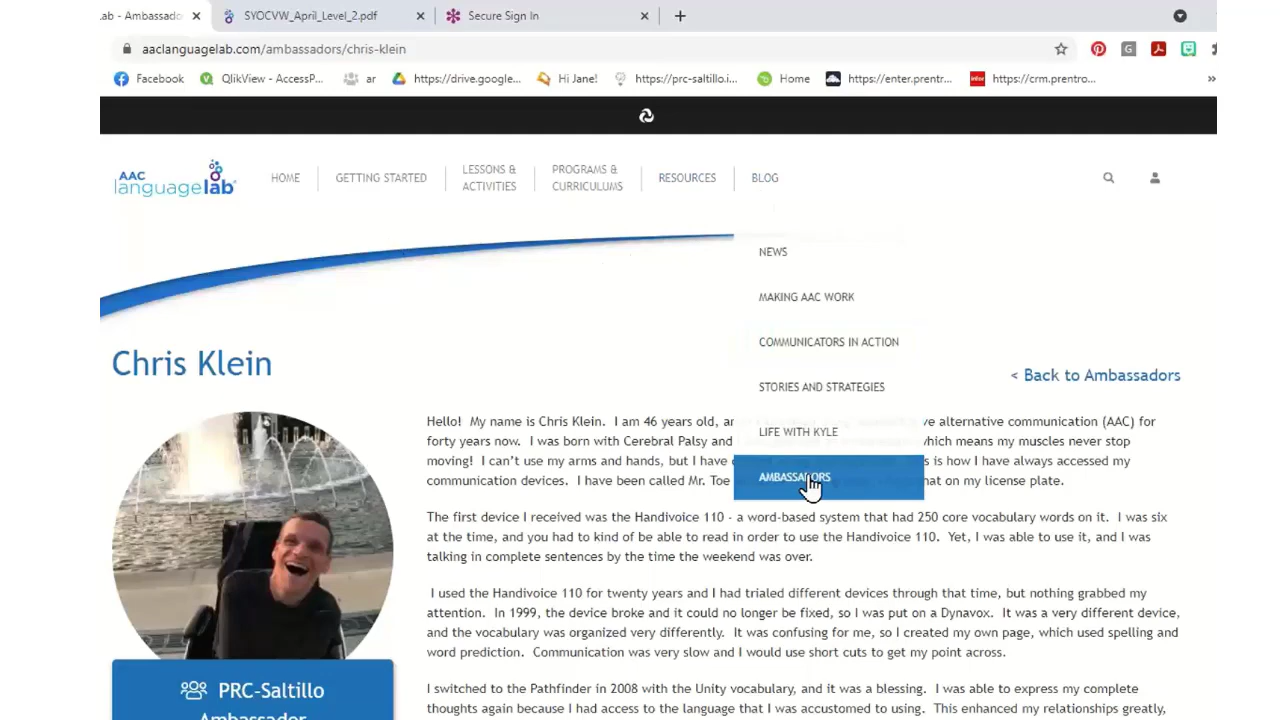 .ab - Ambassado
SYOCVW_April_Level_2.pdf
Secure Sign In
aaclanguagelab.com/ambassadors/chris-klein
Facebook
QlikView - AccessP...
ar
https://drive.google...
Hi Jane!
https://prc-saltillo.i...
Home
https://enter.prentr...
https://crm.prentro...
AAC
languagelab
HOME
GETTING STARTED
LESSONS &
ACTIVITIES
PROGRAMS &
CURRICULUMS
RESOURCES
BLOG
NEWS
MAKING AAC WORK
COMMUNICATORS IN ACTION
STORIES AND STRATEGIES
LIFE WITH KYLE
AMBASSADORS
Chris Klein
< Back to Ambassadors
Hello! My name is Chris Klein. I am 46 years old, an ve alternative communication (AAC) for
forty years now. I was born with Cerebral Palsy and which means my muscles never stop
moving! I can't use my arms and hands, but I have is is how I have always accessed my
communication devices. I have been called Mr. Toe hat on my license plate.
The first device I received was the Handivoice 110 - a word-based system that had 250 core vocabulary words on it. I was six
at the time, and you had to kind of be able to read in order to use the Handivoice 110. Yet, I was able to use it, and I was
talking in complete sentences by the time the weekend was over.
I used the Handivoice 110 for twenty years and I had trialed different devices through that time, but nothing grabbed my
attention. In 1999, the device broke and it could no longer be fixed, so I was put on a Dynavox. It was a very different device,
and the vocabulary was organized very differently. It was confusing for me, so I created my own page, which used spelling and
word prediction. Communication was very slow and I would use short cuts to get my point across.
I switched to the Pathfinder in 2008 with the Unity vocabulary, and it was a blessing. I was able to express my complete
thoughts again because I had access to the language that I was accustomed to using. This enhanced my relationships greatly,
PRC-Saltillo
Ambassador